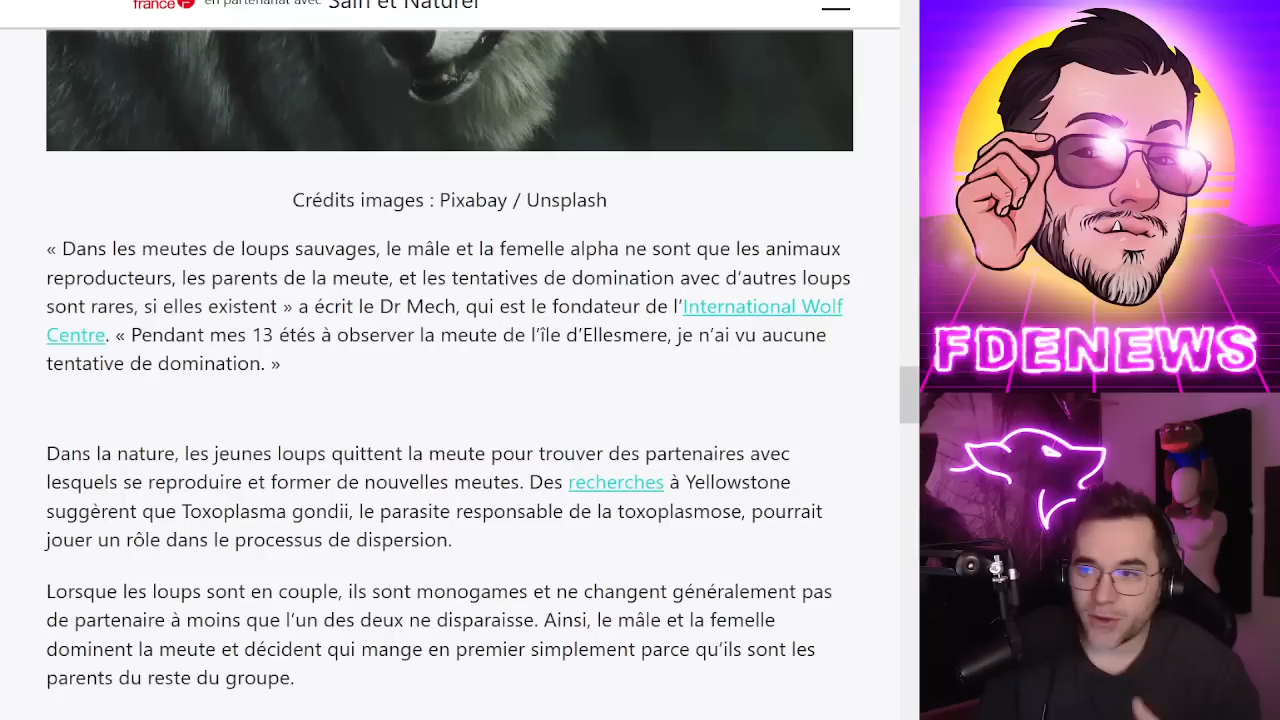 france
en partenariat avec Sain et Naturel
Crédits images : Pixabay / Unsplash
« Dans les meutes de loups sauvages, le mâle et la femelle alpha ne sont que les animaux
reproducteurs, les parents de la meute, et les tentatives de domination avec d’autres loups
sont rares, si elles existent » a écrit le Dr Mech, qui est le fondateur de l’International Wolf
Centre. « Pendant mes 13 étés à observer la meute de l’île d’Ellesmere, je n’ai vu aucune
tentative de domination. »
Dans la nature, les jeunes loups quittent la meute pour trouver des partenaires avec
lesquels se reproduire et former de nouvelles meutes. Des recherches à Yellowstone
suggèrent que Toxoplasma gondii, le parasite responsable de la toxoplasmose, pourrait
jouer un rôle dans le processus de dispersion.
Lorsque les loups sont en couple, ils sont monogames et ne changent généralement pas
de partenaire à moins que l’un des deux ne disparaisse. Ainsi, le mâle et la femelle
dominent la meute et décident qui mange en premier simplement parce qu’ils sont les
parents du reste du groupe.
FDENEWS